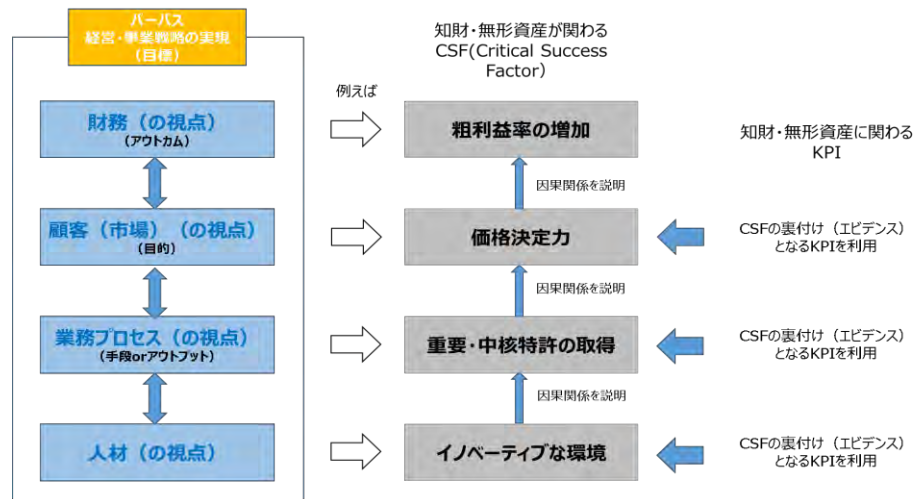 パーパス
経営・事業戦略の実現
（目標）
知財・無形資産が関わる
CSF(Critical Success
Factor）
例えば
財務（の視点）
（アウトカム）
粗利益率の増加
知財・無形資産に関わる
KPI
因果関係を説明
顧客（市場）（の視点）
（目的）
価格決定力
CSFの裏付け（エビデンス）
となるKPIを利用
因果関係を説明
業務プロセス（の視点）
（手段orアウトプット）
重要・中核特許の取得
CSFの裏付け（エビデンス）
となるKPIを利用
因果関係を説明
人材（の視点）
イノベーティブな環境
CSFの裏付け（エビデンス）
となるKPIを利用